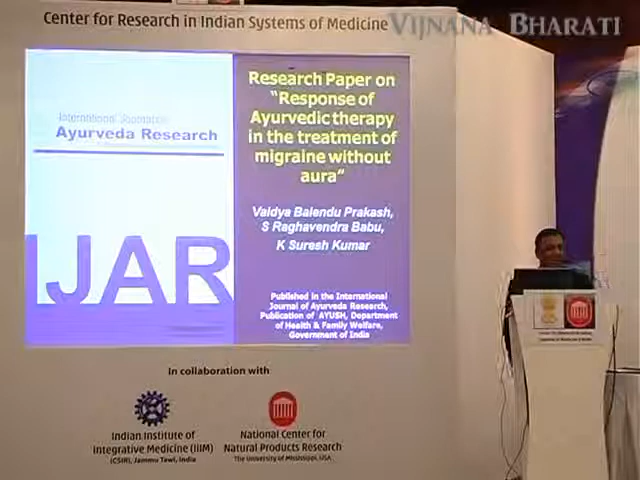 Center for Research in Indian Systems of Medicine
VIJNANA BHARATI
International Journal of
Ayurveda Research
IJAR
Research Paper on
"Response of
Ayurvedic therapy
in the treatment of
migraine without
aura"
Vaidya Balendu Prakash,
S Raghavendra Babu,
K Suresh Kumar
Published in the International
Journal of Ayurveda Research,
Publication of AYUSH, Department
of Health & Family Welfare,
Government of India
In collaboration with
Indian Institute of
Integrative Medicine (IIIM)
(CSIR), Jammu Tawi, India
National Center for
Natural Products Research
The University of Mississippi, USA